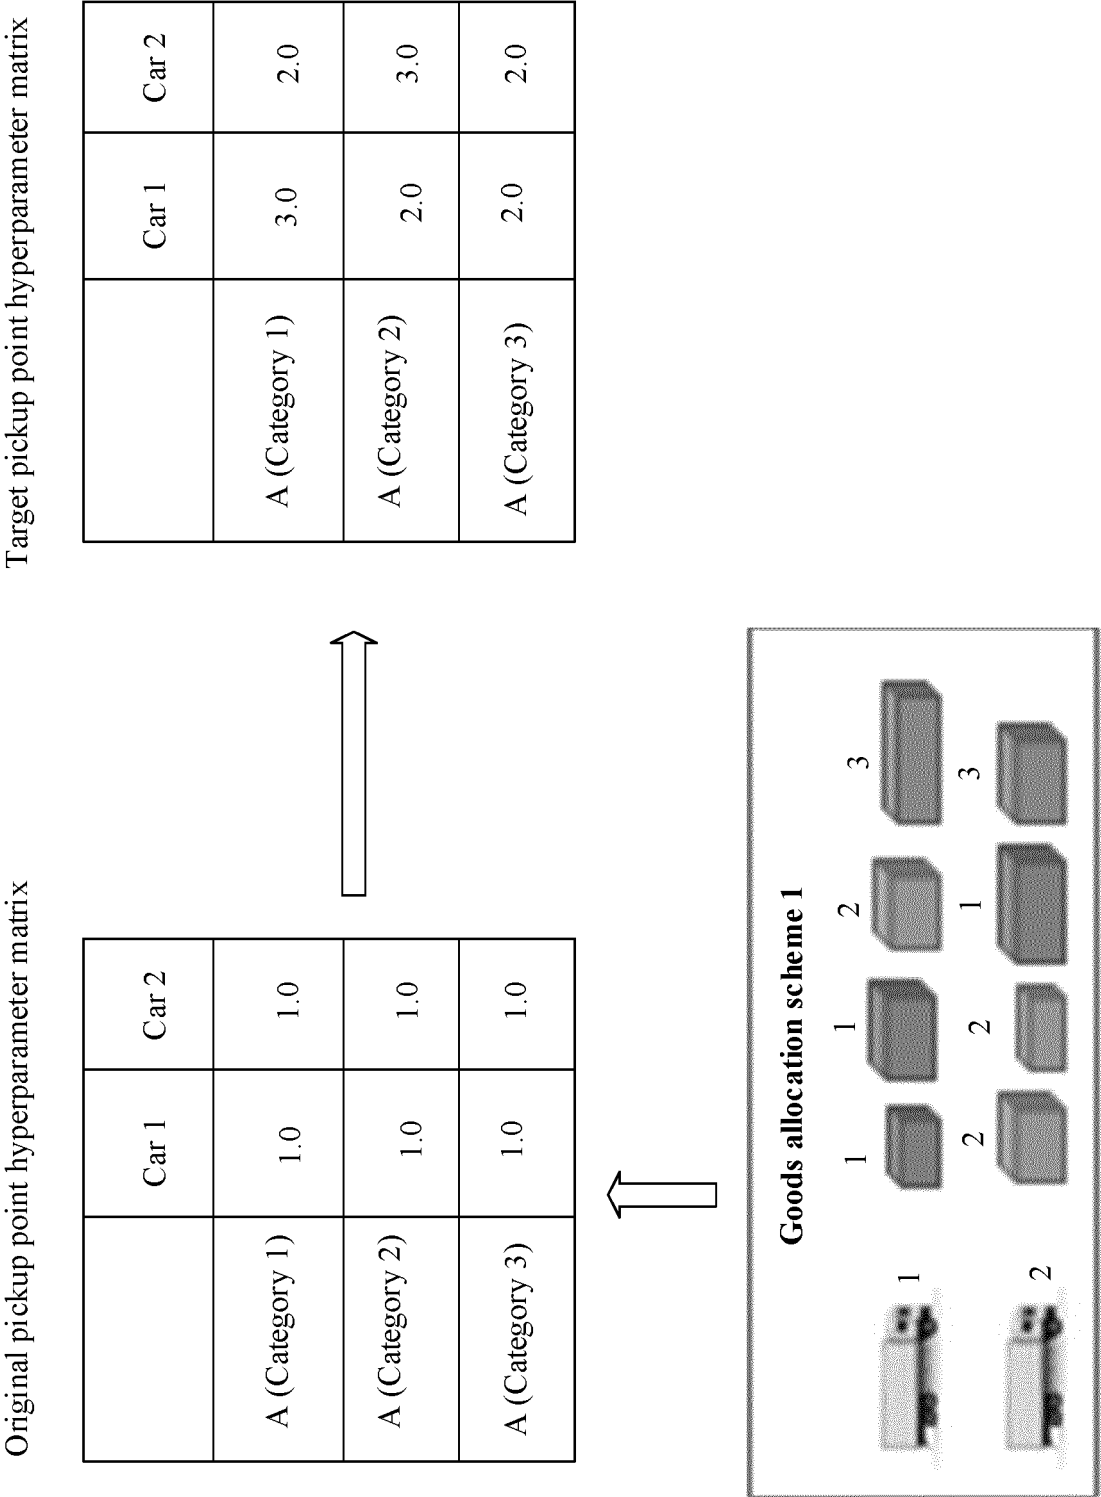 Original pickup point hyperparameter matrix
Car 1 Car 2
A (Category 1) 1.0 1.0
A (Category 2) 1.0 1.0
A (Category 3) 1.0 1.0
Target pickup point hyperparameter matrix
Car 1 Car 2
A (Category 1) 3.0 2.0
A (Category 2) 2.0 3.0
A (Category 3) 2.0 2.0
Goods allocation scheme 1
1 1 1 2 3
2 2 2 1 3